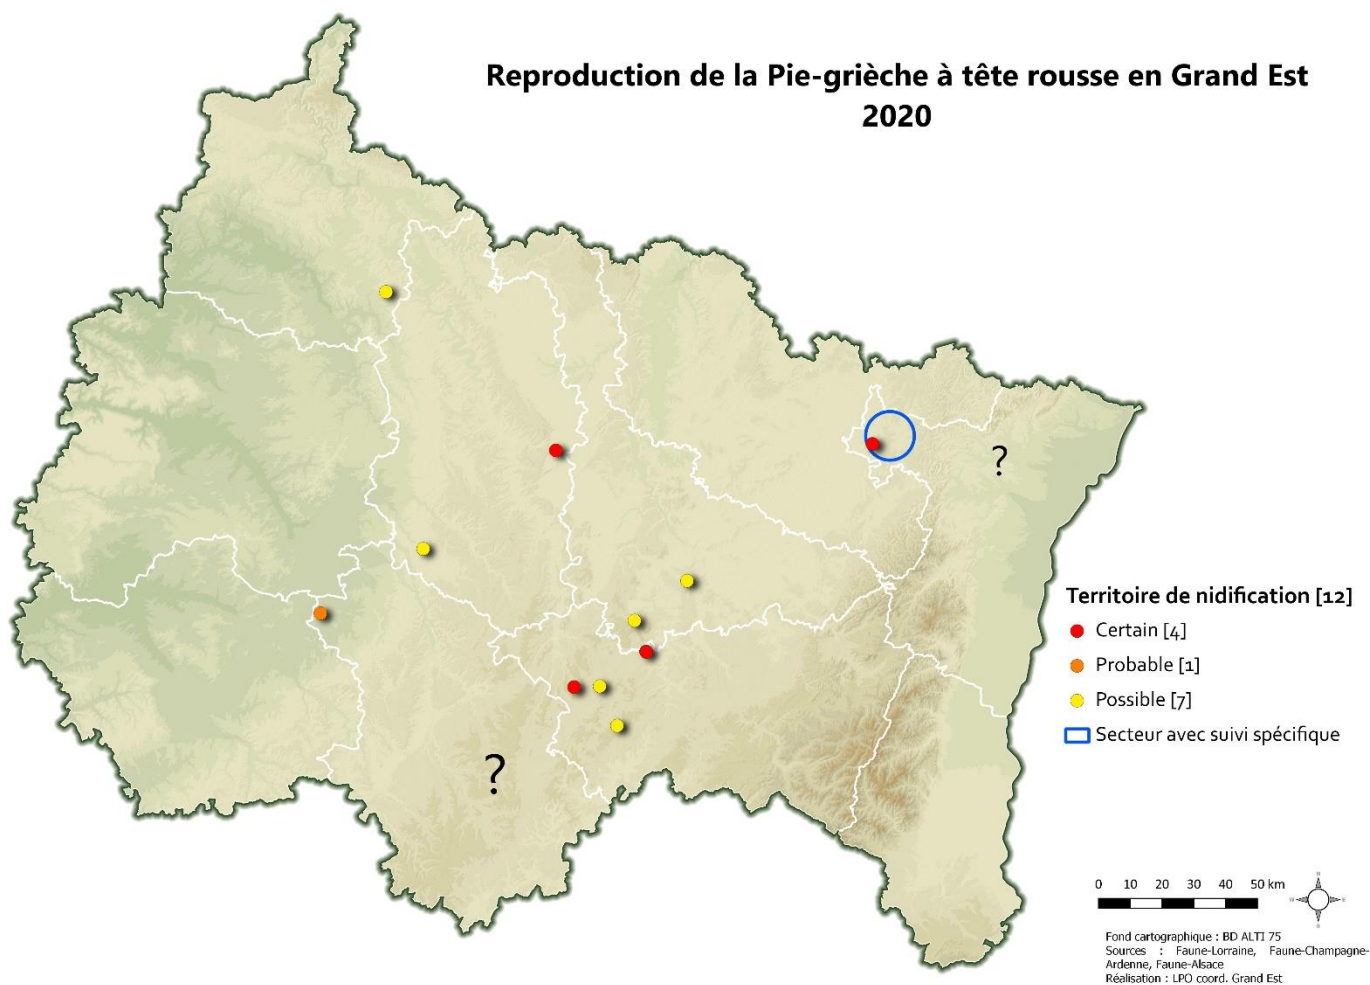 Reproduction de la Pie-grièche à tête rousse en Grand Est
2020
?
?
Territoire de nidification [12]
Certain [4]
Probable [1]
Possible [7]
Secteur avec suivi spécifique
0 10 20 30 40 50 km
N
W E
S
Fond cartographique : BD ALTI 75
Sources : Faune-Lorraine, Faune-Champagne-
Ardenne, Faune-Alsace
Réalisation : LPO coord. Grand Est